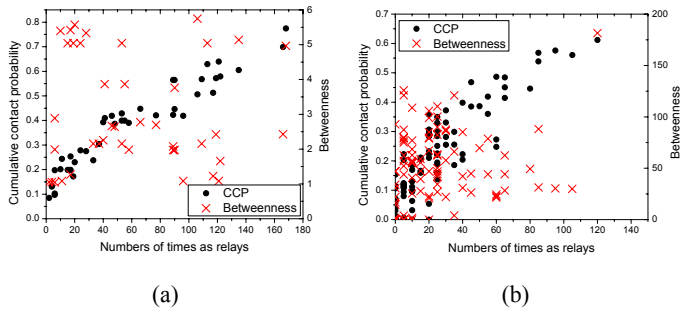 (a)
0.8
0.7
0.6
0.5
0.4
0.3
0.2
0.1
0.0
Cumulative contact probability
6
5
4
3
2
1
0
Betweenness
CCP
Betweenness
0 20 40 60 80 100 120 140 160 180
Numbers of times as relays
(b)
0.7
0.6
0.5
0.4
0.3
0.2
0.1
0.0
Cumulative contact probability
200
150
100
50
0
Betweenness
CCP
Betweenness
0 20 40 60 80 100 120 140
Numbers of times as relays
(a)
(b)